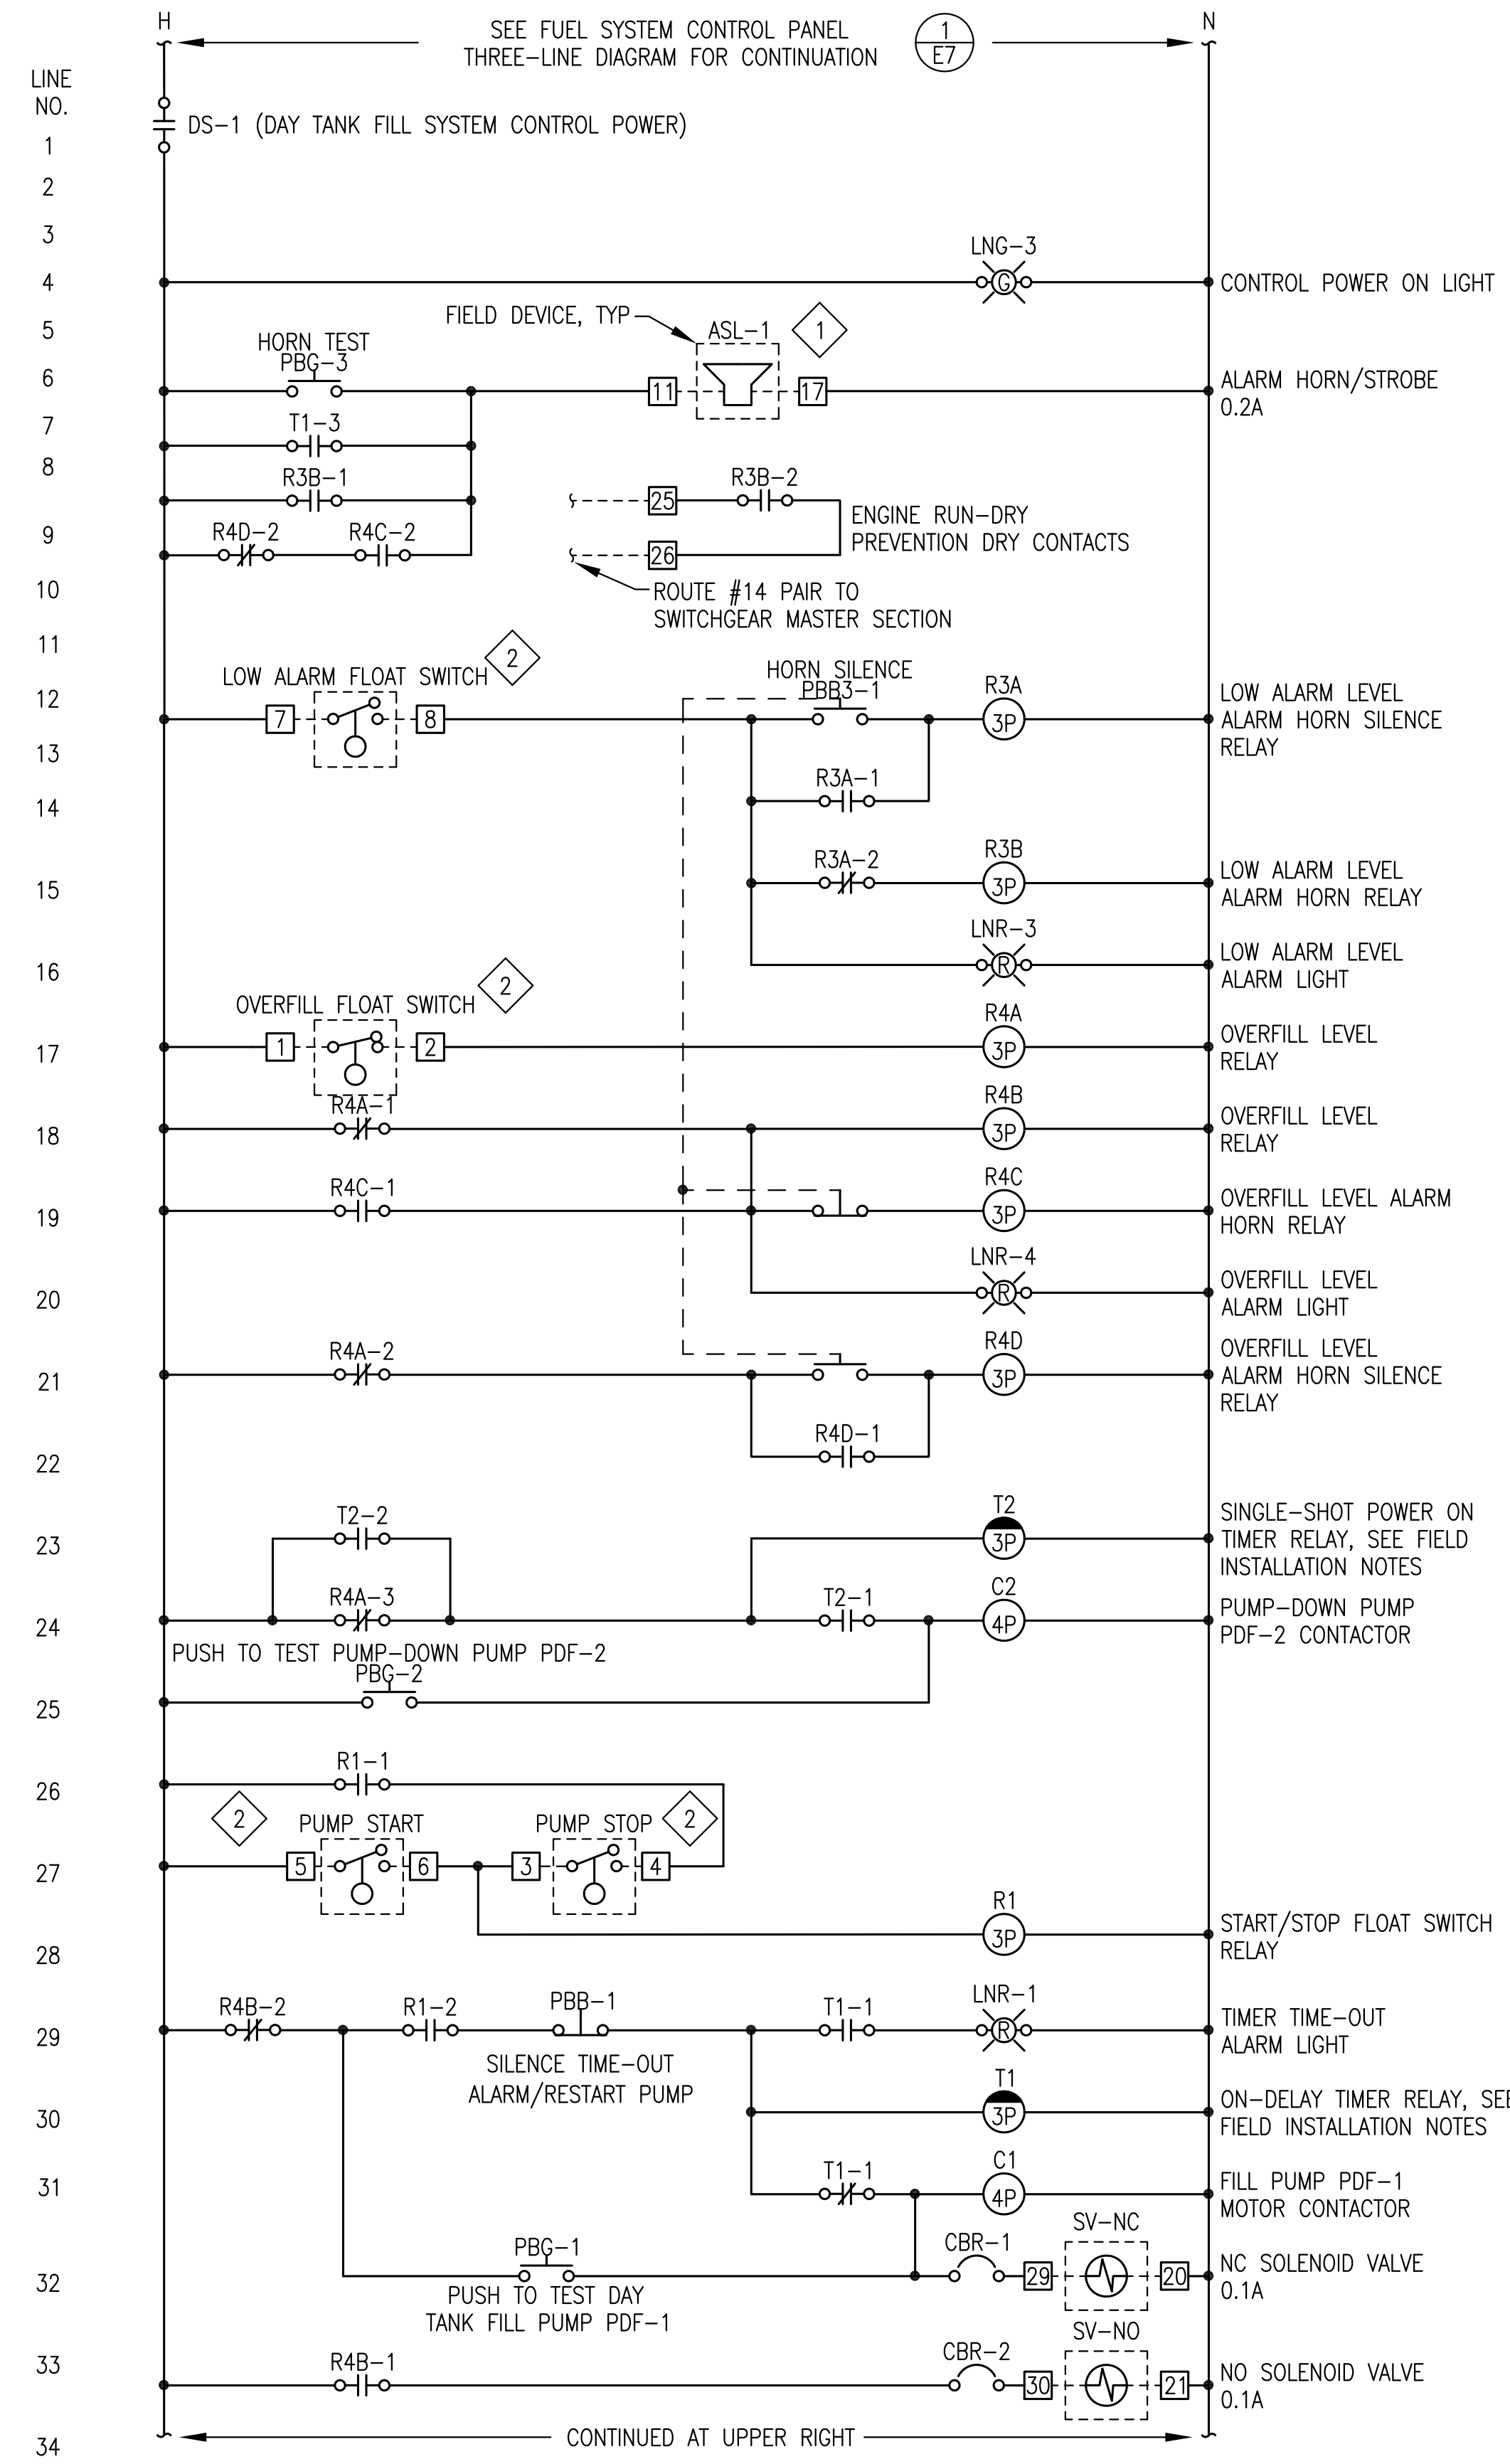 H
SEE FUEL SYSTEM CONTROL PANEL
THREE-LINE DIAGRAM FOR CONTINUATION
1
E7
N
LINE
NO.
DS-1 (DAY TANK FILL SYSTEM CONTROL POWER)
1
2
3
LNG-3
4
G
CONTROL POWER ON LIGHT
5
FIELD DEVICE, TYP
ASL-1
1
HORN TEST
PBG-3
6
11
17
ALARM HORN/STROBE
0.2A
7
T1-3
8
R3B-1
25
R3B-2
ENGINE RUN-DRY
PREVENTION DRY CONTACTS
9
R4D-2
R4C-2
26
10
ROUTE #14 PAIR TO
SWITCHGEAR MASTER SECTION
11
LOW ALARM FLOAT SWITCH
2
HORN SILENCE
PBB3-1
R3A
12
7
8
3P
LOW ALARM LEVEL
ALARM HORN SILENCE
RELAY
13
R3A-1
14
R3A-2
R3B
15
3P
LOW ALARM LEVEL
ALARM HORN RELAY
LNR-3
16
R
LOW ALARM LEVEL
ALARM LIGHT
OVERFILL FLOAT SWITCH
2
R4A
17
1
2
3P
OVERFILL LEVEL
RELAY
R4A-1
R4B
18
3P
OVERFILL LEVEL
RELAY
R4C-1
R4C
19
3P
OVERFILL LEVEL ALARM
HORN RELAY
LNR-4
20
R
OVERFILL LEVEL
ALARM LIGHT
R4A-2
R4D
21
3P
OVERFILL LEVEL
ALARM HORN SILENCE
RELAY
R4D-1
22
T2-2
T2
23
3P
SINGLE-SHOT POWER ON
TIMER RELAY, SEE FIELD
INSTALLATION NOTES
R4A-3
T2-1
C2
24
4P
PUMP-DOWN PUMP
PDF-2 CONTACTOR
PUSH TO TEST PUMP-DOWN PUMP PDF-2
PBG-2
25
R1-1
26
2
PUMP START
PUMP STOP
2
27
5
6
3
4
R1
28
3P
START/STOP FLOAT SWITCH
RELAY
R4B-2
R1-2
PBB-1
T1-1
LNR-1
29
R
TIMER TIME-OUT
ALARM LIGHT
SILENCE TIME-OUT
ALARM/RESTART PUMP
T1
30
3P
ON-DELAY TIMER RELAY, SEE
FIELD INSTALLATION NOTES
T1-1
C1
31
4P
FILL PUMP PDF-1
MOTOR CONTACTOR
SV-NC
PBG-1
CBR-1
32
29
20
NC SOLENOID VALVE
0.1A
PUSH TO TEST DAY
TANK FILL PUMP PDF-1
SV-NO
R4B-1
CBR-2
33
30
21
NO SOLENOID VALVE
0.1A
CONTINUED AT UPPER RIGHT
34